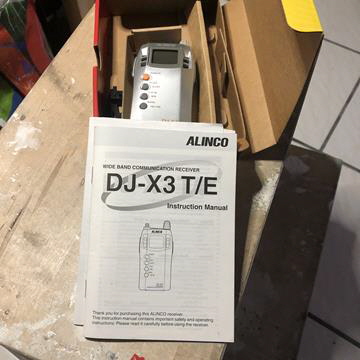 ALINCO
WIDE BAND COMMUNICATION RECEIVER
DJ-X3 T/E
Instruction Manual
ALINCO
Thank you for purchasing this ALINCO receiver.
This instruction manual contains important safety and operating
instructions. Please read it carefully before using the receiver.